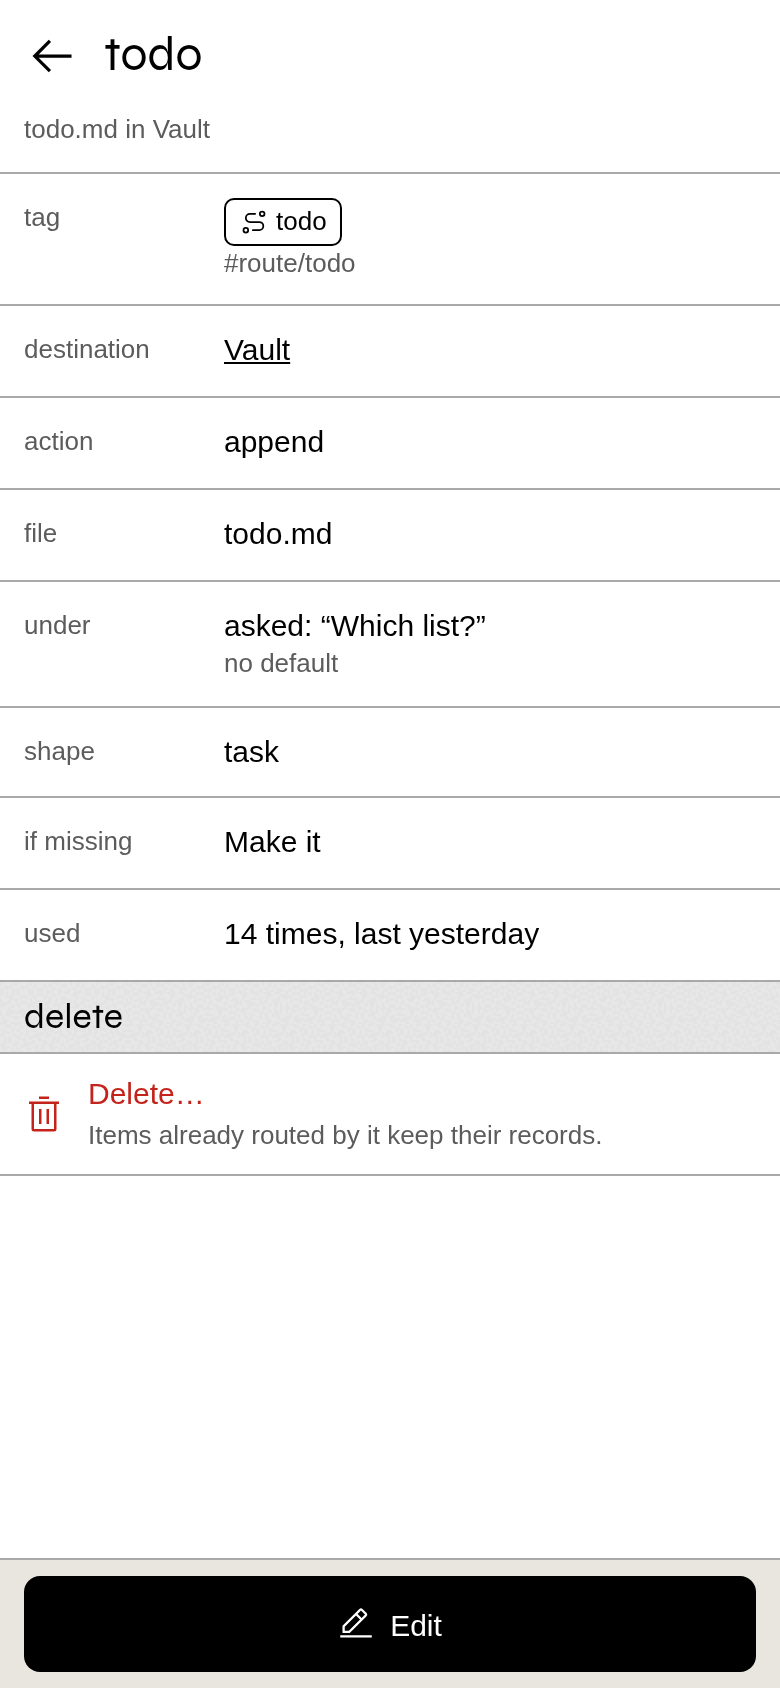 todo
todo.md in Vault
tag
todo
#route/todo
destination
Vault
action
append
file
todo.md
under
asked: “Which list?”
no default
shape
task
if missing
Make it
used
14 times, last yesterday
delete
Delete…
Items already routed by it keep their records.
Edit